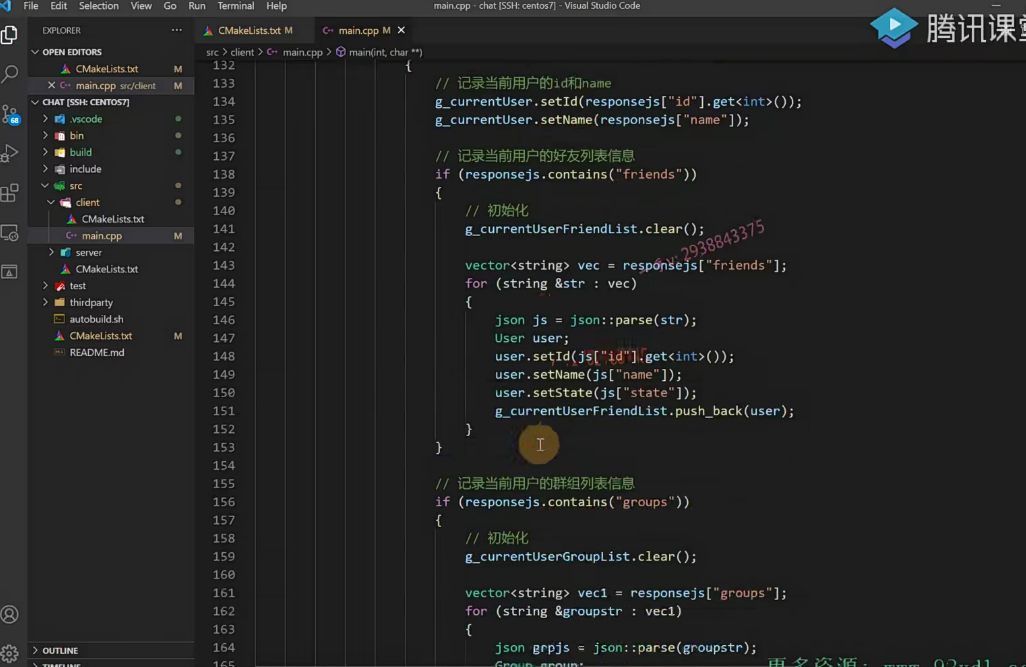 File Edit Selection View Go Run Terminal Help
main.cpp - chat [SSH: centos7] - Visual Studio Code
腾讯课堂
EXPLORER
OPEN EDITORS
CMakeLists.txt M
main.cpp src/client M
CHAT [SSH: CENTOS7]
.vscode
bin
build
include
src
client
CMakeLists.txt
main.cpp M
server
CMakeLists.txt
test
thirdparty
autobuild.sh
CMakeLists.txt M
README.md
OUTLINE
TIMELINE
68
CMakeLists.txt M
main.cpp M
src > client > main.cpp > main(int, char **)
132 {
133 // 记录当前用户的id和name
134 g_currentUser.setId(responsejs["id"].get<int>());
135 g_currentUser.setName(responsejs["name"]);
136
137 // 记录当前用户的好友列表信息
138 if (responsejs.contains("friends"))
139 {
140 // 初始化
141 g_currentUserFriendList.clear();
142
143 vector<string> vec = responsejs["friends"];
144 for (string &str : vec)
145 {
146 json js = json::parse(str);
147 User user;
148 user.setId(js["id"].get<int>());
149 user.setName(js["name"]);
150 user.setState(js["state"]);
151 g_currentUserFriendList.push_back(user);
152 }
153 }
154
155 // 记录当前用户的群组列表信息
156 if (responsejs.contains("groups"))
157 {
158 // 初始化
159 g_currentUserGroupList.clear();
160
161 vector<string> vec1 = responsejs["groups"];
162 for (string &groupstr : vec1)
163 {
164 json grpjs = json::parse(groupstr);
165 Group group;
2938843375